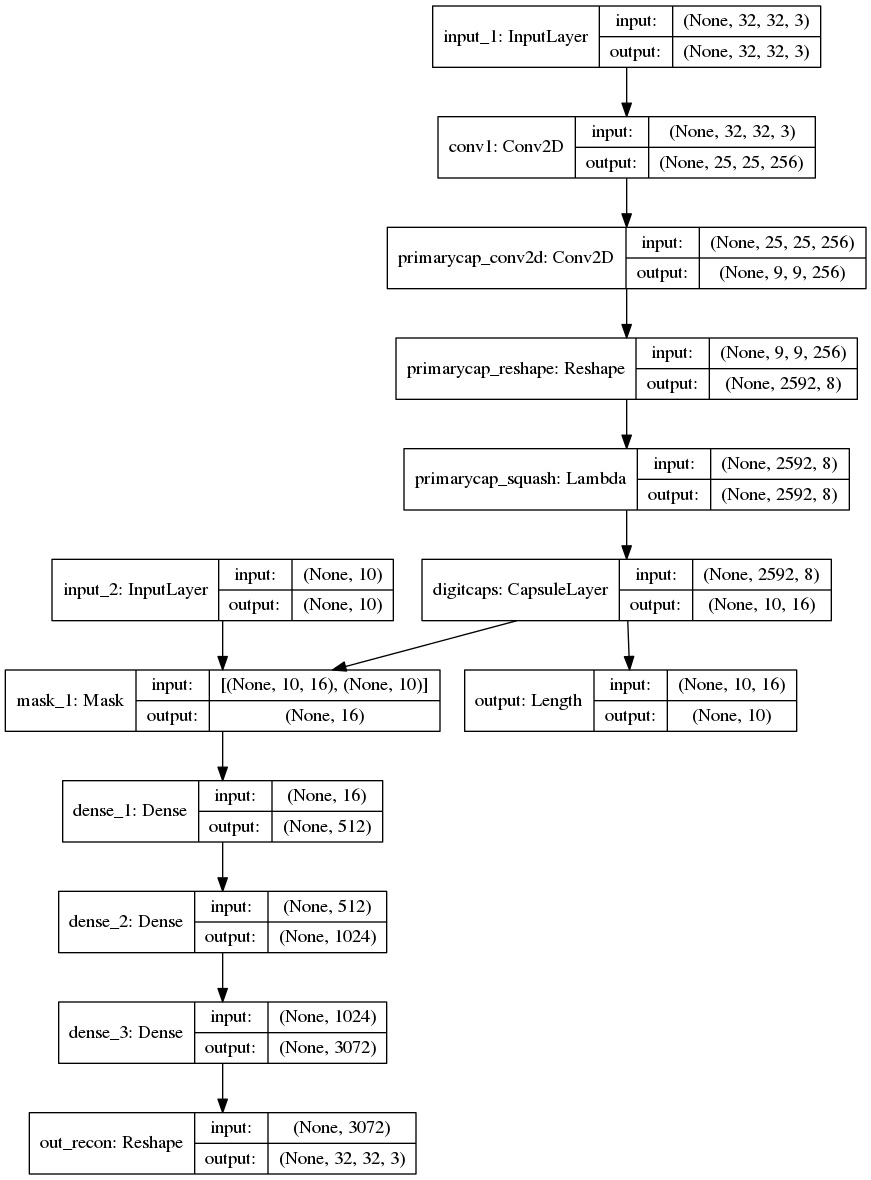 input_1: InputLayer
input: (None, 32, 32, 3)
output: (None, 32, 32, 3)
conv1: Conv2D
input: (None, 32, 32, 3)
output: (None, 25, 25, 256)
primarycap_conv2d: Conv2D
input: (None, 25, 25, 256)
output: (None, 9, 9, 256)
primarycap_reshape: Reshape
input: (None, 9, 9, 256)
output: (None, 2592, 8)
primarycap_squash: Lambda
input: (None, 2592, 8)
output: (None, 2592, 8)
input_2: InputLayer
input: (None, 10)
output: (None, 10)
digitcaps: CapsuleLayer
input: (None, 2592, 8)
output: (None, 10, 16)
mask_1: Mask
input: [(None, 10, 16), (None, 10)]
output: (None, 16)
output: Length
input: (None, 10, 16)
output: (None, 10)
dense_1: Dense
input: (None, 16)
output: (None, 512)
dense_2: Dense
input: (None, 512)
output: (None, 1024)
dense_3: Dense
input: (None, 1024)
output: (None, 3072)
out_recon: Reshape
input: (None, 3072)
output: (None, 32, 32, 3)